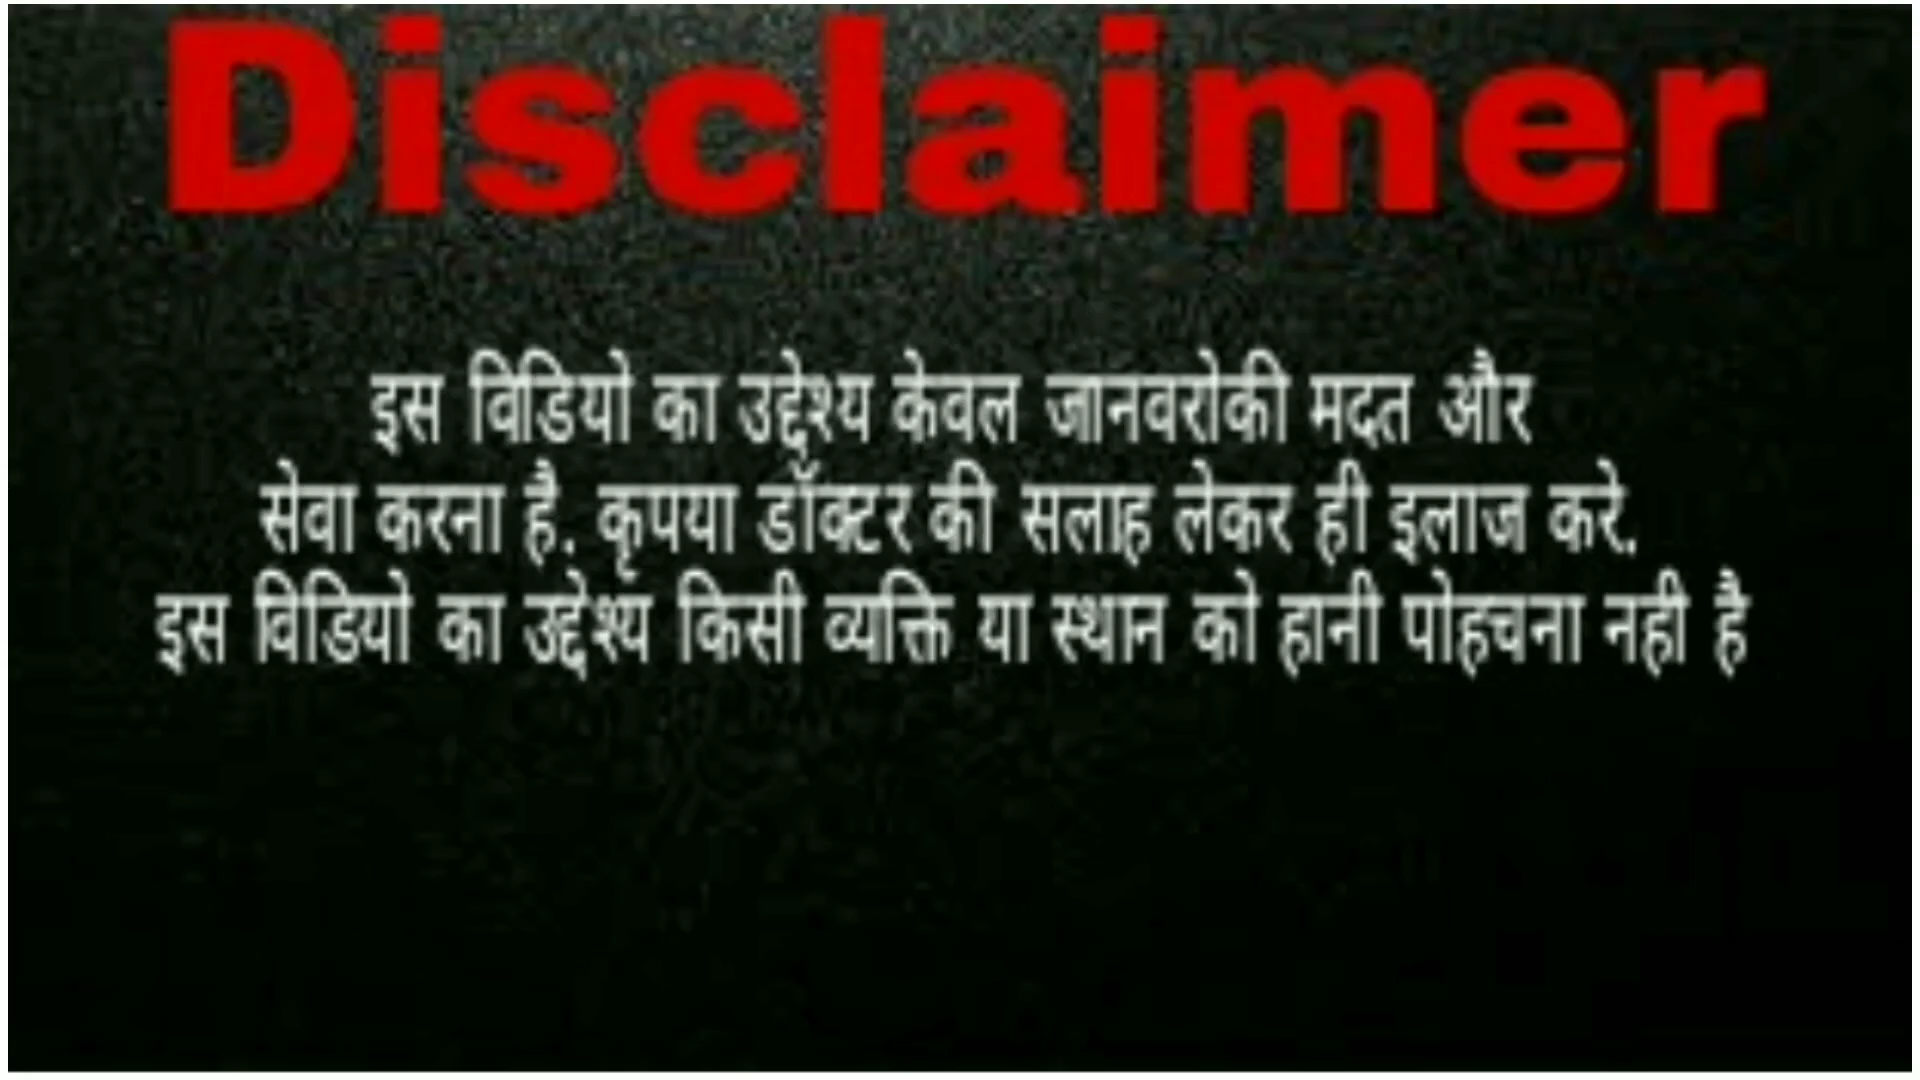 Disclaimer
इस विडियो का उद्देश्य केवल जानवरोकी मदत और
सेवा करना है. कृपया डॉक्टर की सलाह लेकर ही इलाज करे.
इस विडियो का उद्देश्य किसी व्यक्ति या स्थान को हानी पोहचना नही है